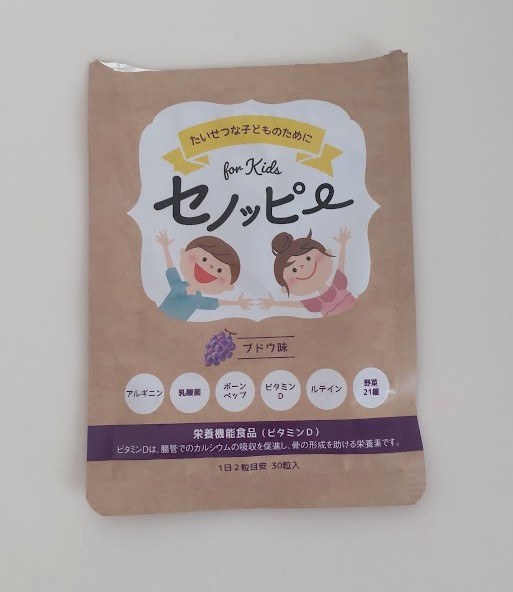 たいせつな子どものために
for Kids
セノッピー
ブドウ味
アルギニン
乳酸菌
ボーン
ペップ
ビタミン
D
ルテイン
野菜
21種
栄養機能食品（ビタミンD）
ビタミンDは、腸管でのカルシウムの吸収を促進し、骨の形成を助ける栄養素です。
1日2粒目安 30粒入